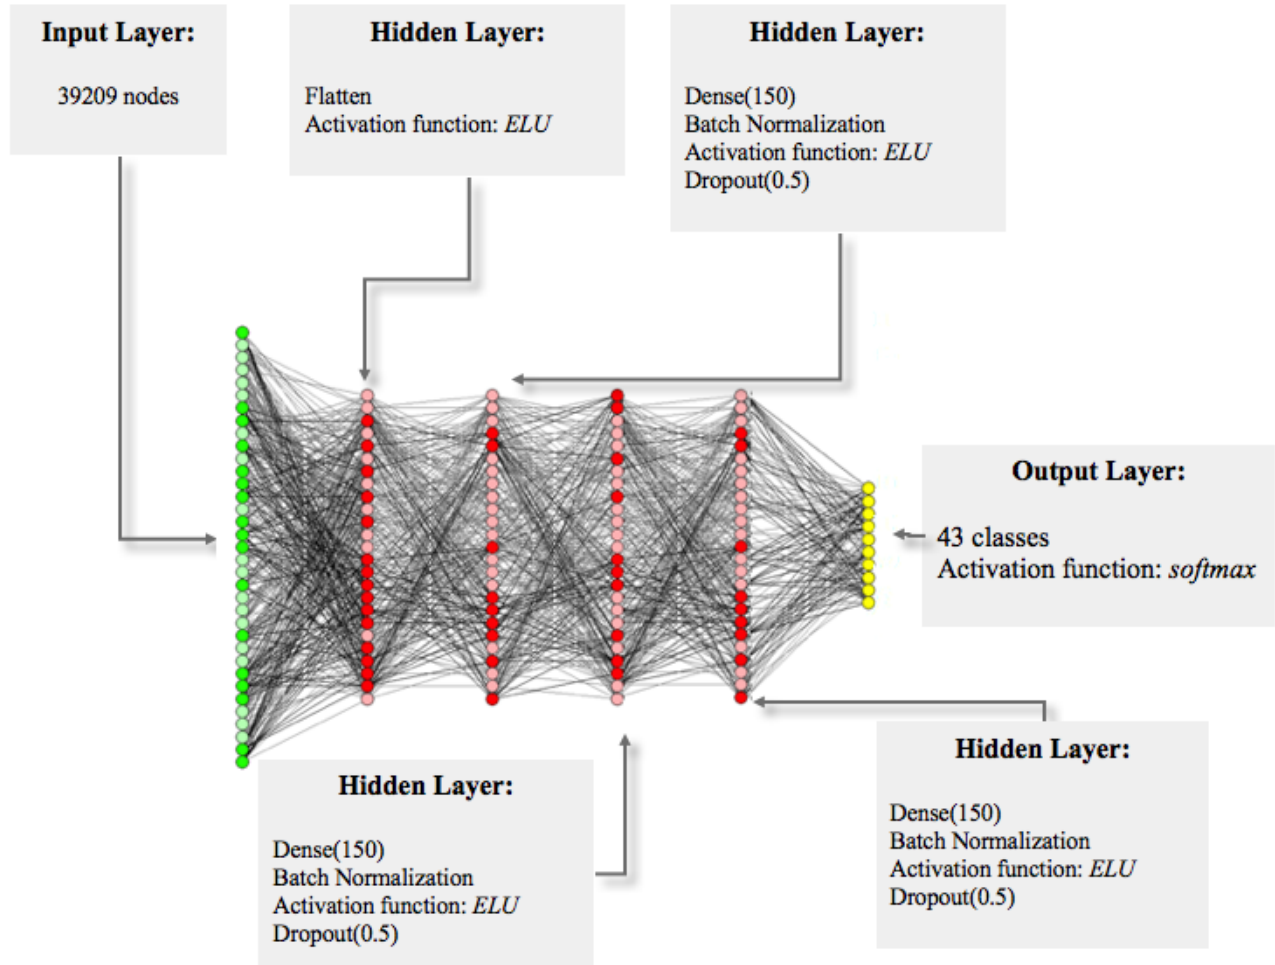 Input Layer:
39209 nodes
Hidden Layer:
Flatten
Activation function: ELU
Hidden Layer:
Dense(150)
Batch Normalization
Activation function: ELU
Dropout(0.5)
Output Layer:
43 classes
Activation function: softmax
Hidden Layer:
Dense(150)
Batch Normalization
Activation function: ELU
Dropout(0.5)
Hidden Layer:
Dense(150)
Batch Normalization
Activation function: ELU
Dropout(0.5)